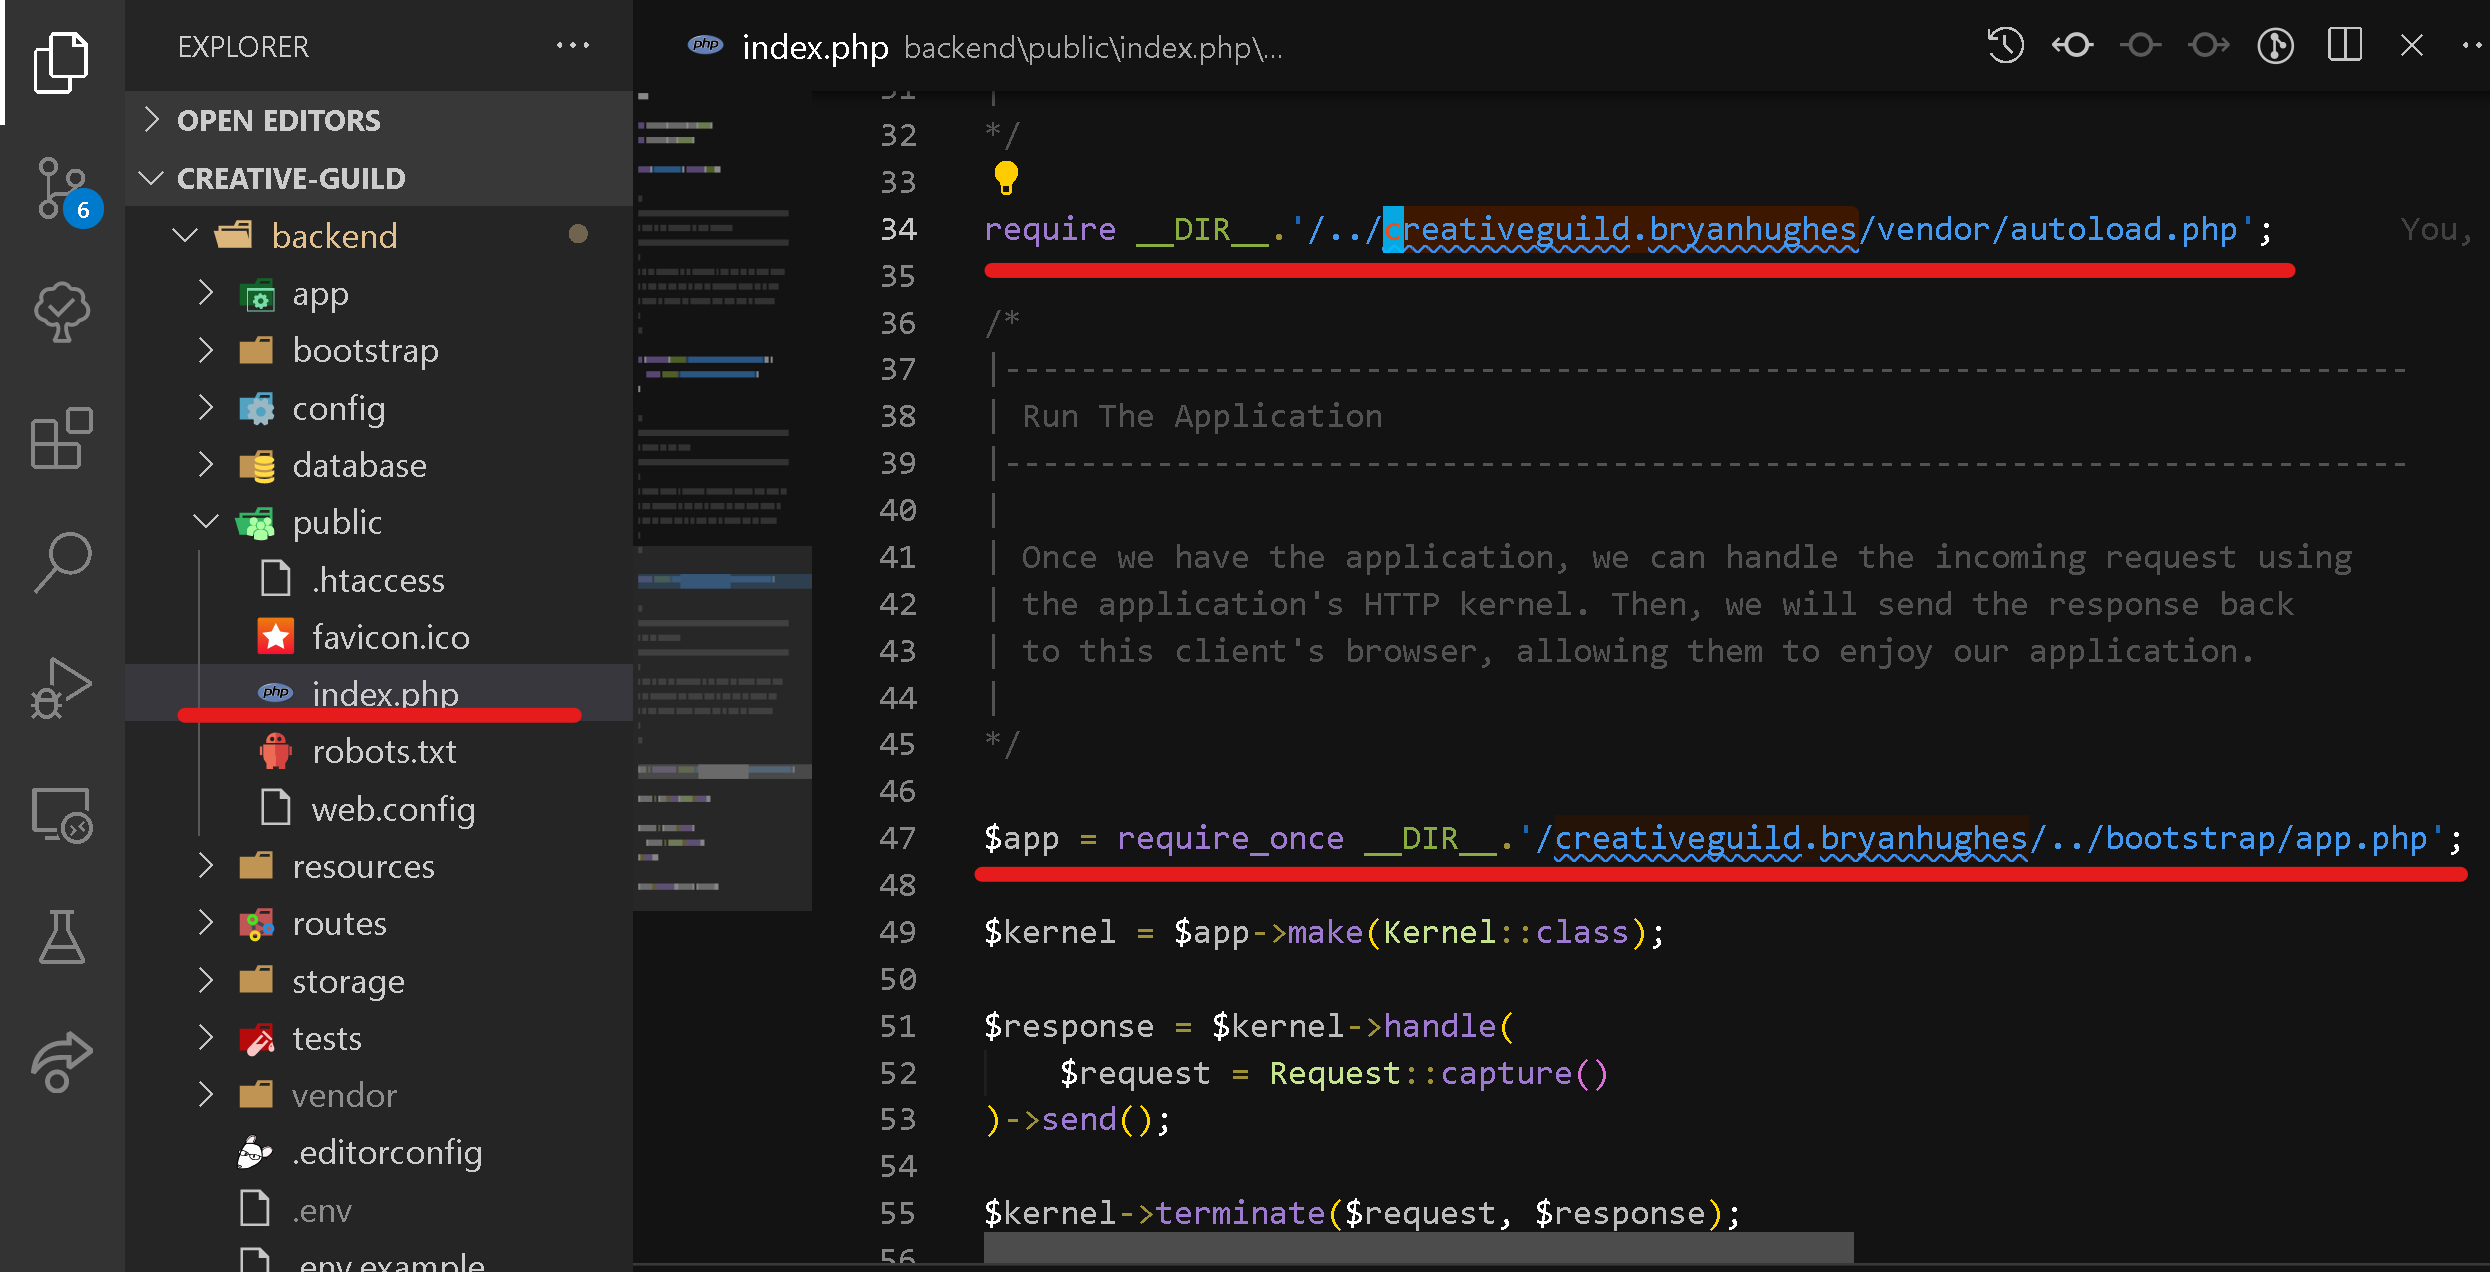 EXPLORER
OPEN EDITORS
CREATIVE-GUILD
6
backend
app
bootstrap
config
database
public
.htaccess
favicon.ico
php index.php
robots.txt
web.config
resources
routes
storage
tests
vendor
.editorconfig
.env
.env.example
php index.php backend\public\index.php\...
31 |
32 */
33
34 require __DIR__.'/../creativeguild.bryanhughes/vendor/autoload.php'; You,
35
36 /*
37 |--------------------------------------------------------------------------
38 | Run The Application
39 |--------------------------------------------------------------------------
40 |
41 | Once we have the application, we can handle the incoming request using
42 | the application's HTTP kernel. Then, we will send the response back
43 | to this client's browser, allowing them to enjoy our application.
44 |
45 */
46
47 $app = require_once __DIR__.'/creativeguild.bryanhughes/../bootstrap/app.php';
48
49 $kernel = $app->make(Kernel::class);
50
51 $response = $kernel->handle(
52 $request = Request::capture()
53 )->send();
54
55 $kernel->terminate($request, $response);
56